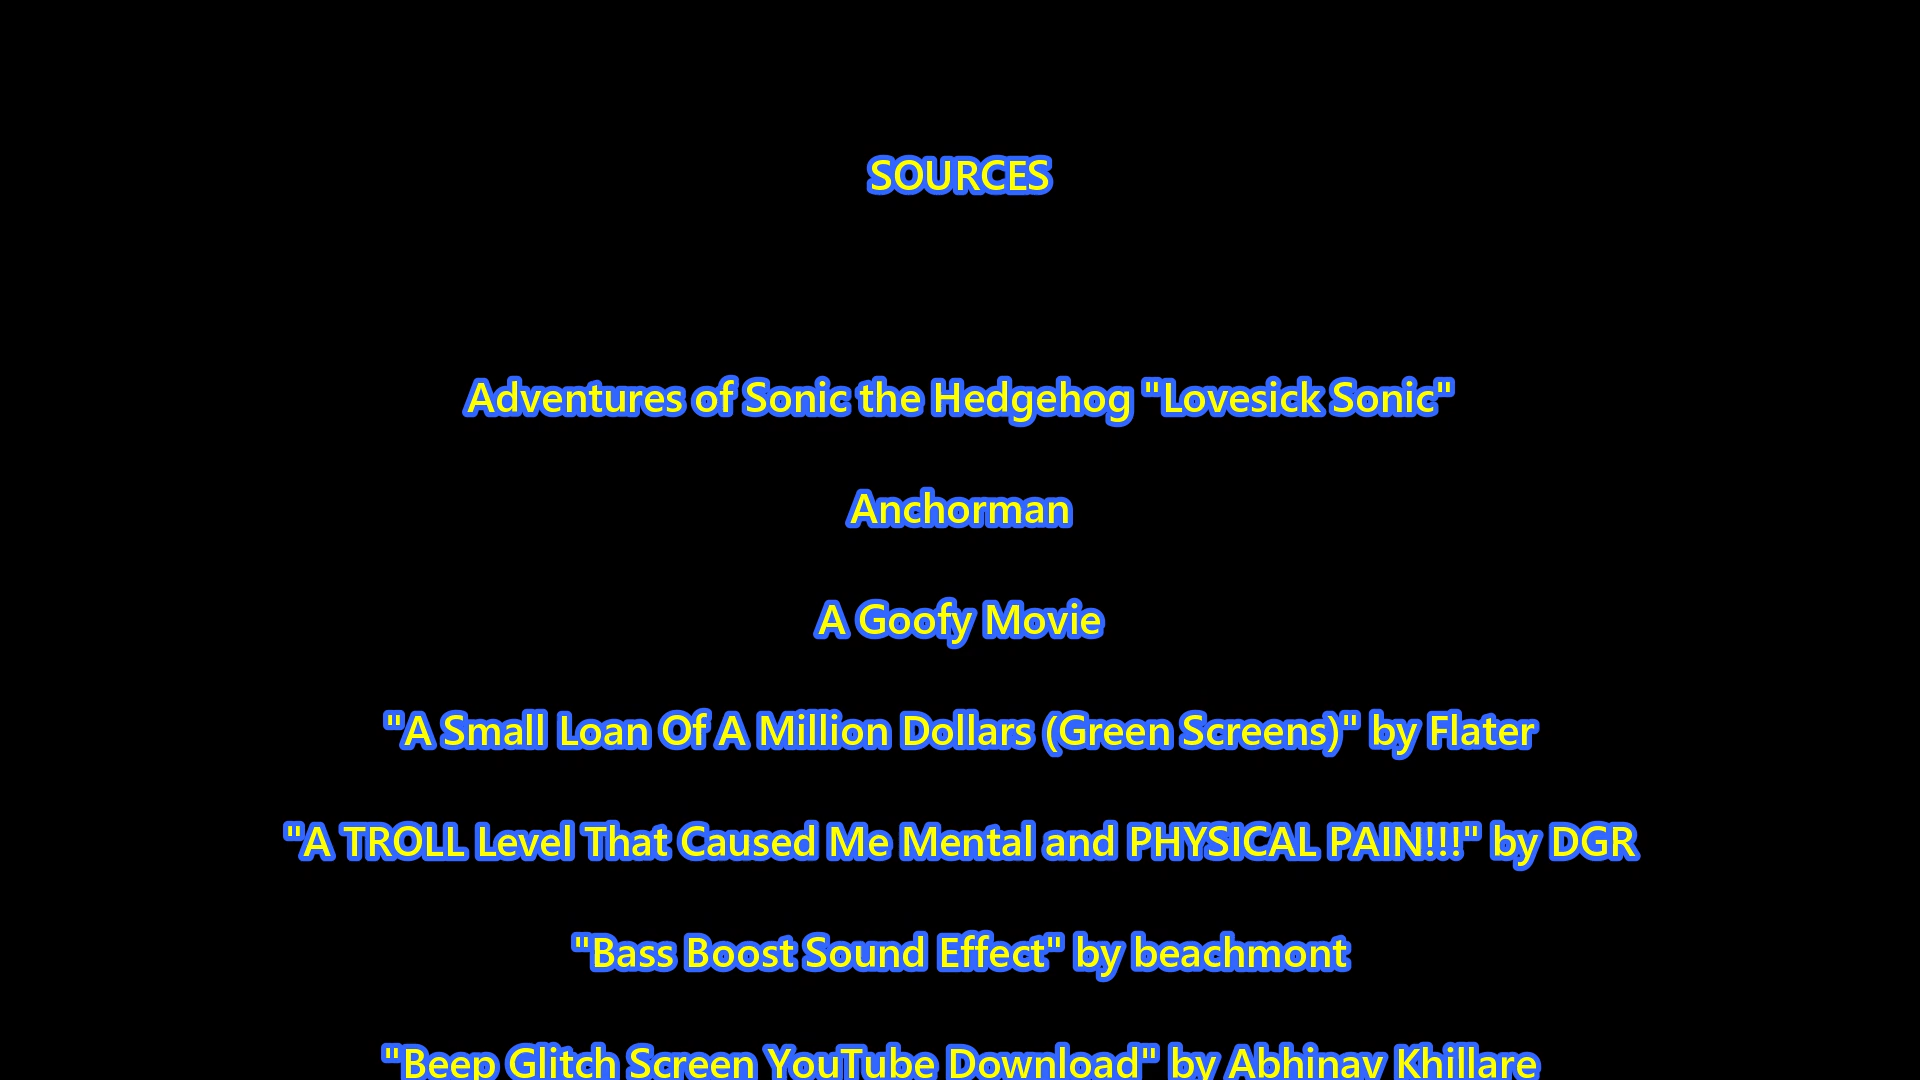 SOURCES
Adventures of Sonic the Hedgehog "Lovesick Sonic"
Anchorman
A Goofy Movie
"A Small Loan Of A Million Dollars (Green Screens)" by Flater
"A TROLL Level That Caused Me Mental and PHYSICAL PAIN!!!" by DGR
"Bass Boost Sound Effect" by beachmont
"Beep Glitch Screen YouTube Download" by Abhinav Khillare